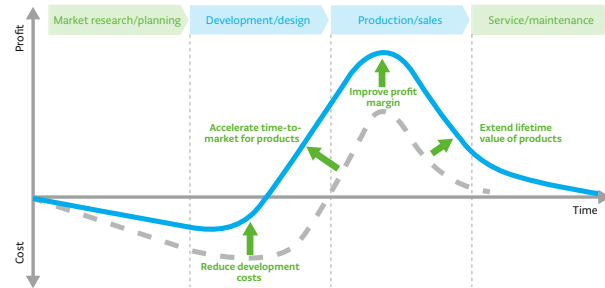 Market research/planning
Development/design
Production/sales
Service/maintenance
Profit
Improve profit
margin
Accelerate time-to-
market for products
Extend lifetime
value of products
Time
Cost
Reduce development
costs